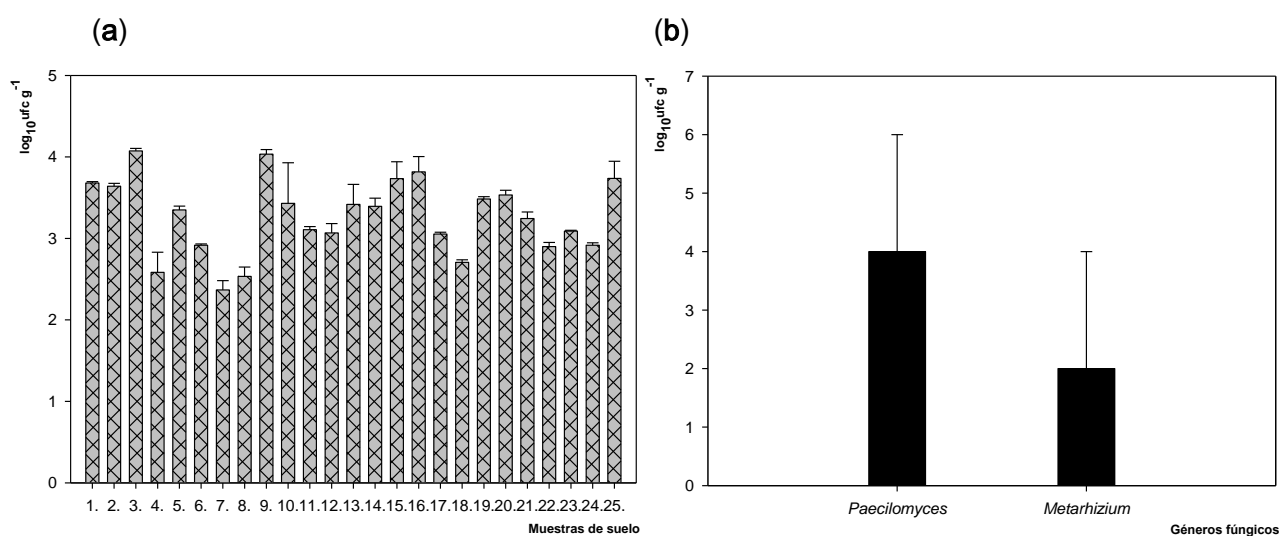 (a)
log10ufc g-1
5
4
3
2
1
0
1. 2. 3. 4. 5. 6. 7. 8. 9. 10. 11. 12. 13. 14. 15. 16. 17. 18. 19. 20. 21. 22. 23. 24. 25.
Muestras de suelo
(b)
log10ufc g-1
7
6
5
4
3
2
1
0
Paecilomyces Metarhizium
Géneros fúngicos